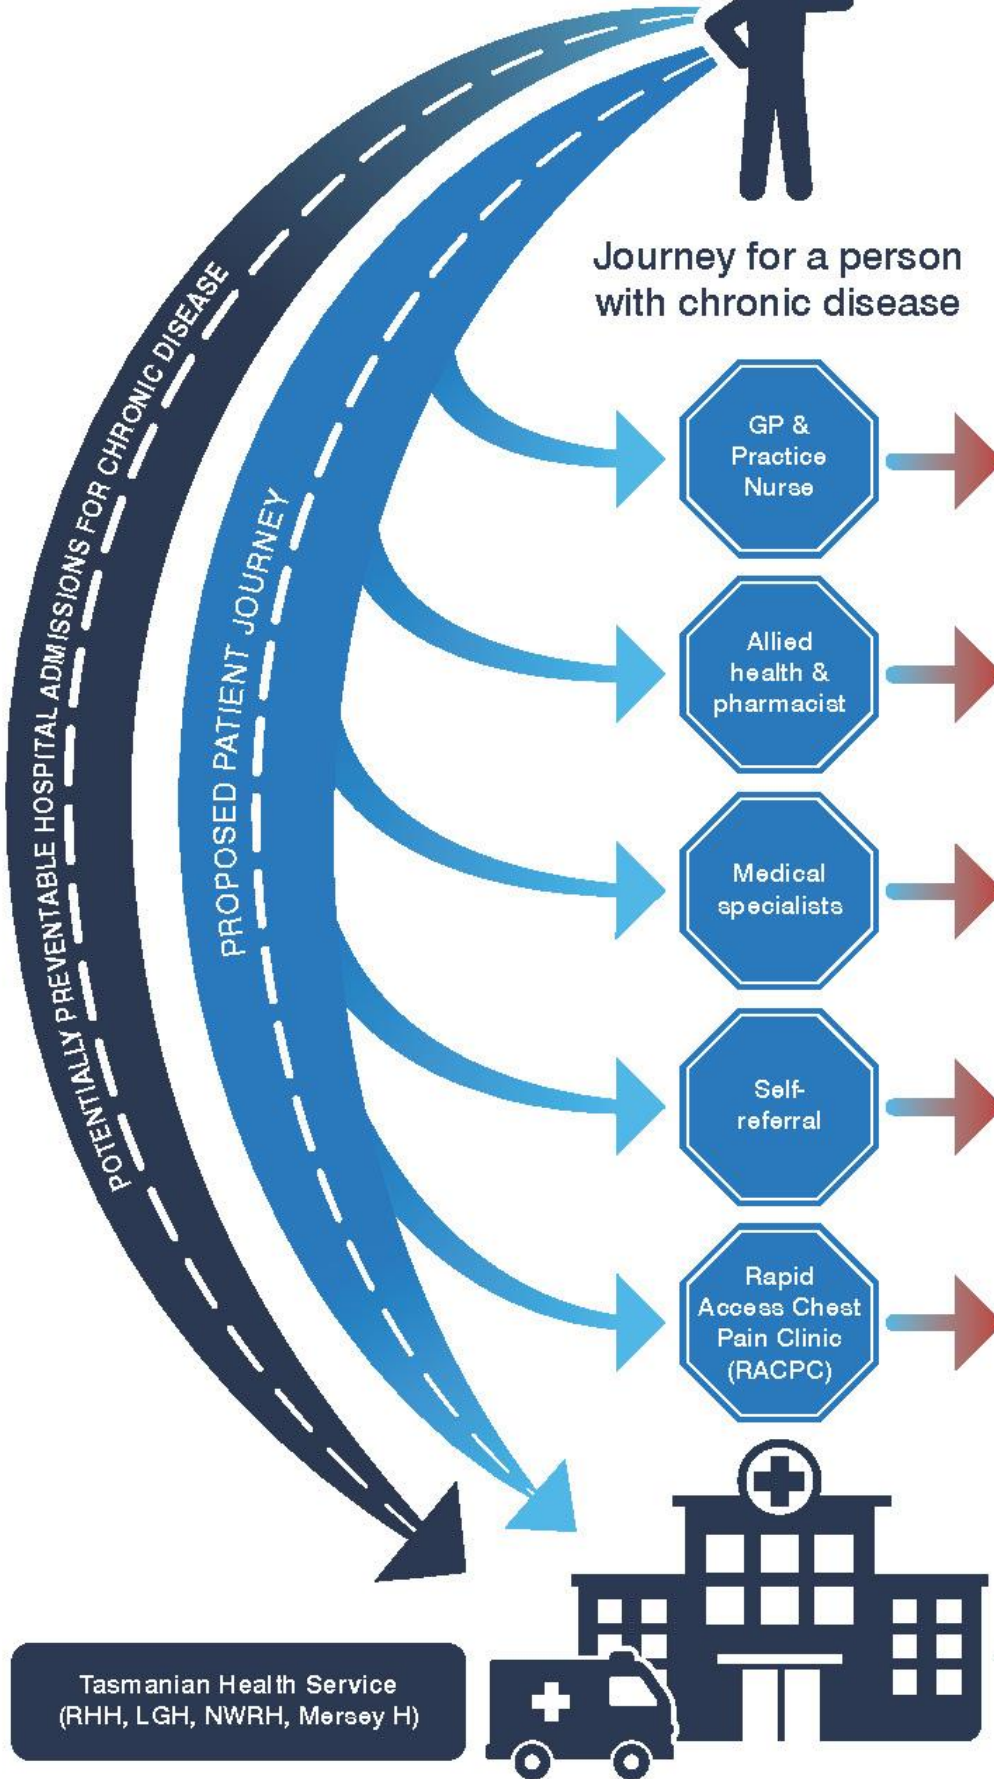 Journey for a person
with chronic disease
POTENTIALLY PREVENTABLE HOSPITAL ADMISSIONS FOR CHRONIC DISEASE
PROPOSED PATIENT JOURNEY
GP &
Practice
Nurse
Allied
health &
pharmacist
Medical
specialists
Self-
referral
Rapid
Access Chest
Pain Clinic
(RACPC)
Tasmanian Health Service
(RHH, LGH, NWRH, Mersey H)